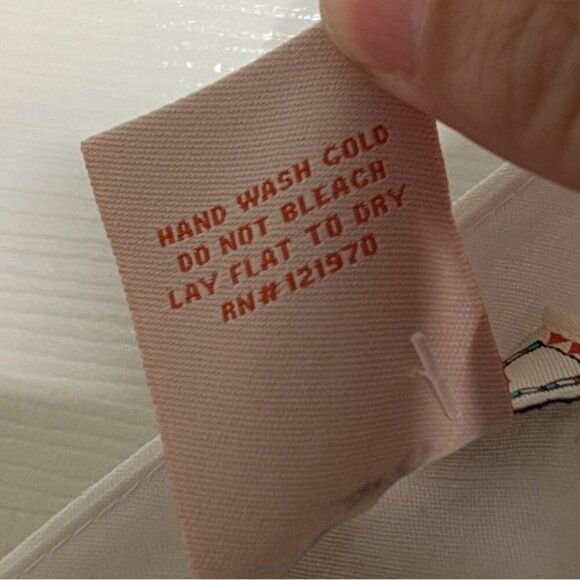 HAND WASH COLD
DO NOT BLEACH
LAY FLAT TO DRY
RN# 121970